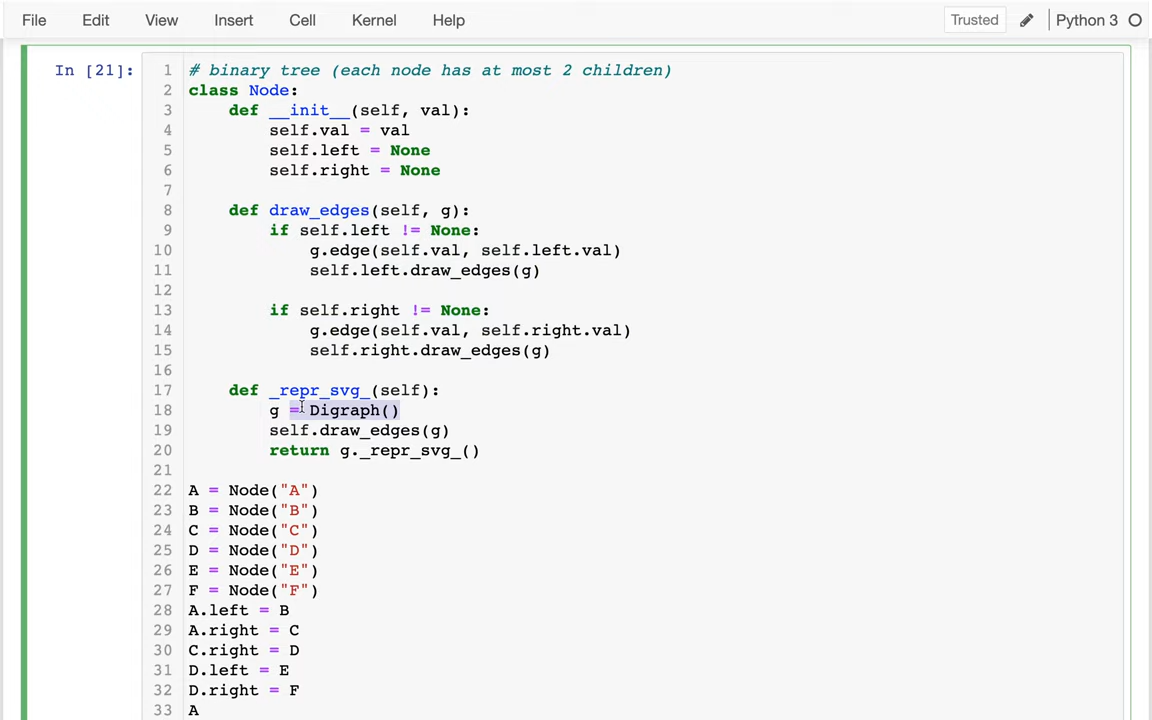 File Edit View Insert Cell Kernel Help Trusted Python 3
In [21]:
1 # binary tree (each node has at most 2 children)
2 class Node:
3     def __init__(self, val):
4         self.val = val
5         self.left = None
6         self.right = None
7
8     def draw_edges(self, g):
9         if self.left != None:
10             g.edge(self.val, self.left.val)
11             self.left.draw_edges(g)
12
13         if self.right != None:
14             g.edge(self.val, self.right.val)
15             self.right.draw_edges(g)
16
17     def _repr_svg_(self):
18         g = Digraph()
19         self.draw_edges(g)
20         return g._repr_svg_()
21
22 A = Node("A")
23 B = Node("B")
24 C = Node("C")
25 D = Node("D")
26 E = Node("E")
27 F = Node("F")
28 A.left = B
29 A.right = C
30 C.right = D
31 D.left = E
32 D.right = F
33 A